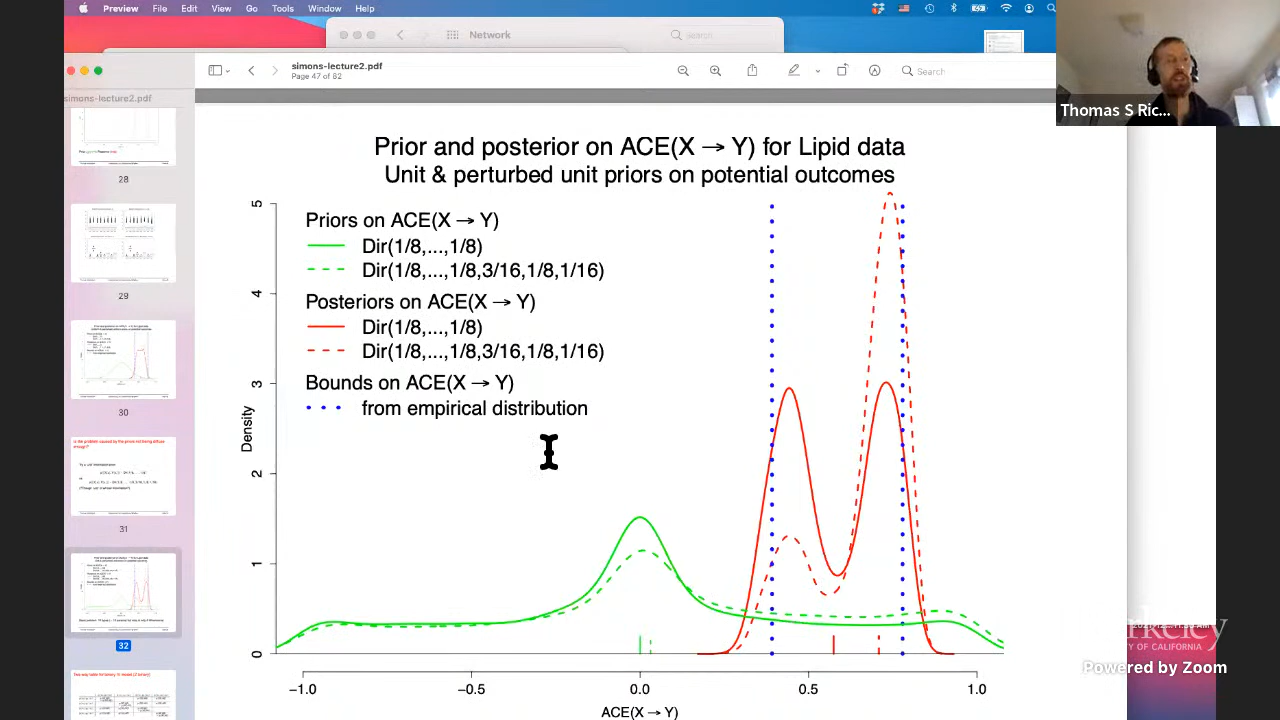 Preview
File
Edit
View
Go
Tools
Window
Help
Network
Search
simons-lecture2.pdf
Page 47 of 82
Search
simons-lecture2.pdf
Thomas S Ric...
28
29
30
31
32
Prior and posterior on ACE(X → Y) for Lipid data
Unit & perturbed unit priors on potential outcomes
Priors on ACE(X → Y)
Dir(1/8,...,1/8)
Dir(1/8,...,1/8,3/16,1/8,1/16)
Posteriors on ACE(X → Y)
Dir(1/8,...,1/8)
Dir(1/8,...,1/8,3/16,1/8,1/16)
Bounds on ACE(X → Y)
from empirical distribution
Density
5
4
3
2
1
0
−1.0
−0.5
0.0
0.5
1.0
ACE(X → Y)
rkeley
Y OF CALIFORNIA
Powered by Zoom